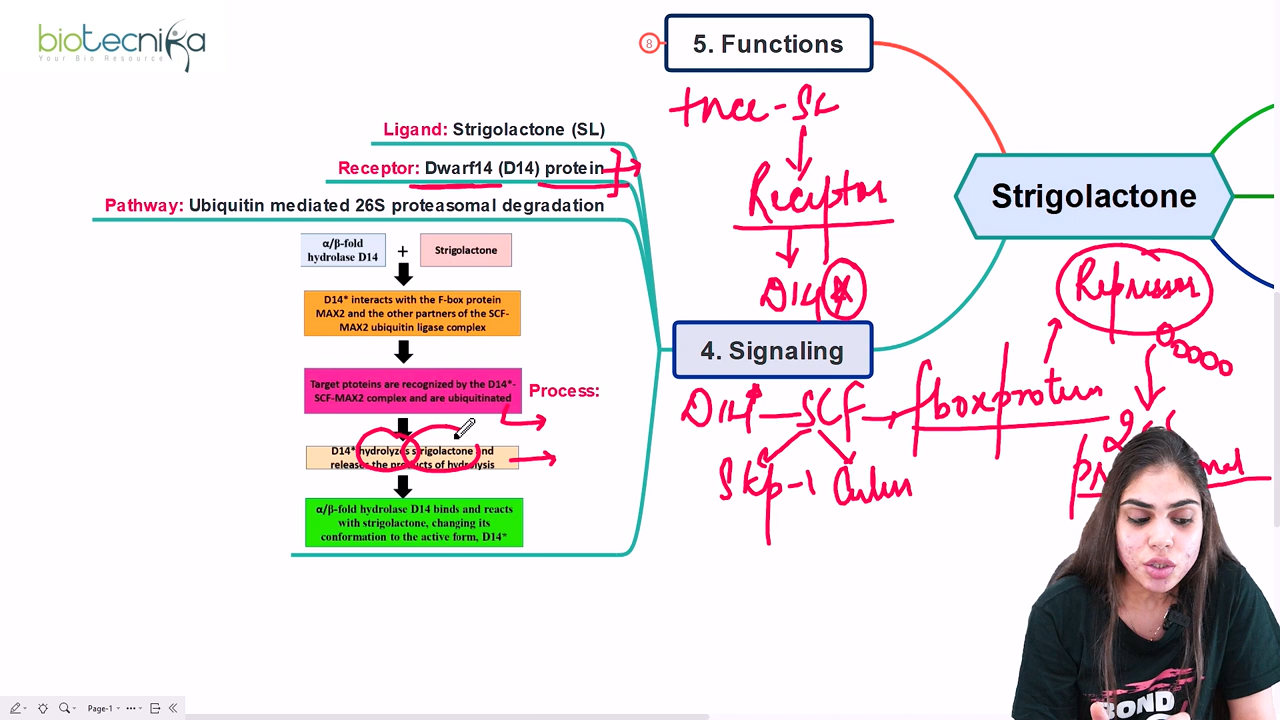 biotecnika
Your Bio Resource
8
5. Functions
Free - SL
Ligand: Strigolactone (SL)
Receptor: Dwarf14 (D14) protein
Receptor
Strigolactone
Pathway: Ubiquitin mediated 26S proteasomal degradation
α/β-fold
hydrolase D14
+
Strigolactone
D14*
Repressor
D14* interacts with the F-box protein
MAX2 and the other partners of the SCF-
MAX2 ubiquitin ligase complex
4. Signaling
Target ptoteins are recognized by the D14*-
SCF-MAX2 complex and are ubiquitinated
Process:
D14* SCF fbox protein
Skp-1
D14* hydrolyzes strigolactone and
releases the products of hydrolysis
α/β-fold hydrolase D14 binds and reacts
with strigolactone, changing its
conformation to the active form, D14*
Page-1
BOND